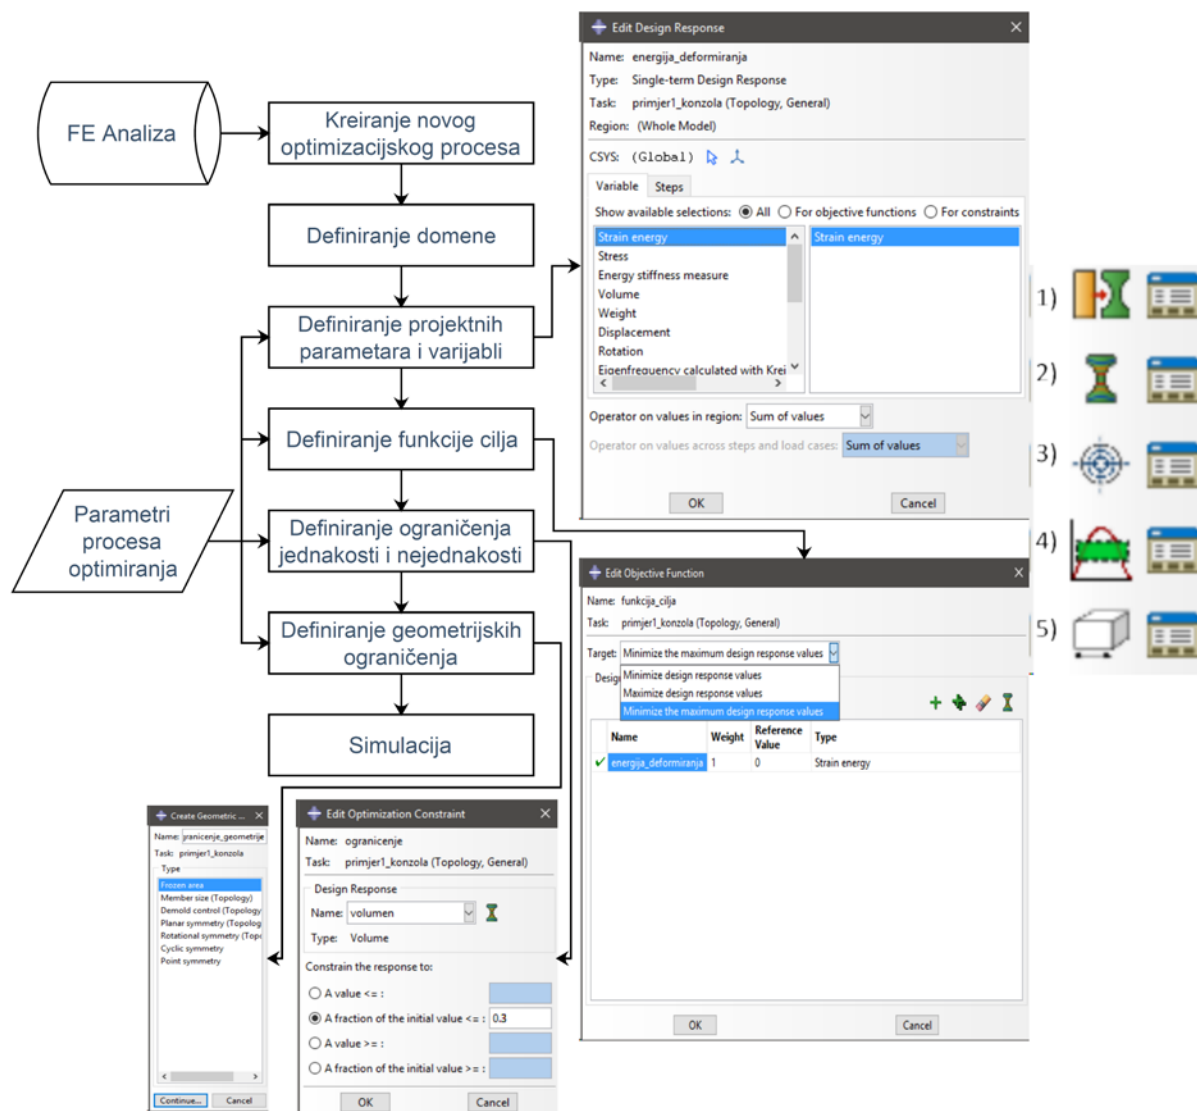 FE Analiza
Kreiranje novog
optimizacijskog procesa
Definiranje domene
Definiranje projektnih
parametara i varijabli
Definiranje funkcije cilja
Parametri
procesa
optimiranja
Definiranje ograničenja
jednakosti i nejednakosti
Definiranje geometrijskih
ograničenja
Simulacija
Edit Design Response
Name: energija_deformiranja
Type: Single-term Design Response
Task: primjer1_konzola (Topology, General)
Region: (Whole Model)
CSYS: (Global)
Variable Steps
Show available selections: All For objective functions For constraints
Strain energy Strain energy
Stress
Energy stiffness measure
Volume
Weight
Displacement
Rotation
Eigenfrequency calculated with Krei
Operator on values in region: Sum of values
Operator on values across steps and load cases: Sum of values
OK Cancel
1)
2)
3)
4)
5)
Edit Objective Function
Name: funkcija_cilja
Task: primjer1_konzola (Topology, General)
Target: Minimize the maximum design response values
Minimize design response values
Maximize design response values
Minimize the maximum design response values
Desig
Name Weight Reference Value Type
energija_deformiranja 1 0 Strain energy
OK Cancel
Create Geometric ...
Name: granicenje_geometrije
Task: primjer1_konzola
Type
Frozen area
Member size (Topology)
Demold control (Topology
Planar symmetry (Topolog
Rotational symmetry (Topo
Cyclic symmetry
Point symmetry
Continue... Cancel
Edit Optimization Constraint
Name: ogranicenje
Task: primjer1_konzola (Topology, General)
Design Response
Name: volumen
Type: Volume
Constrain the response to:
A value <= :
A fraction of the initial value <= : 0.3
A value >= :
A fraction of the initial value >= :
OK Cancel